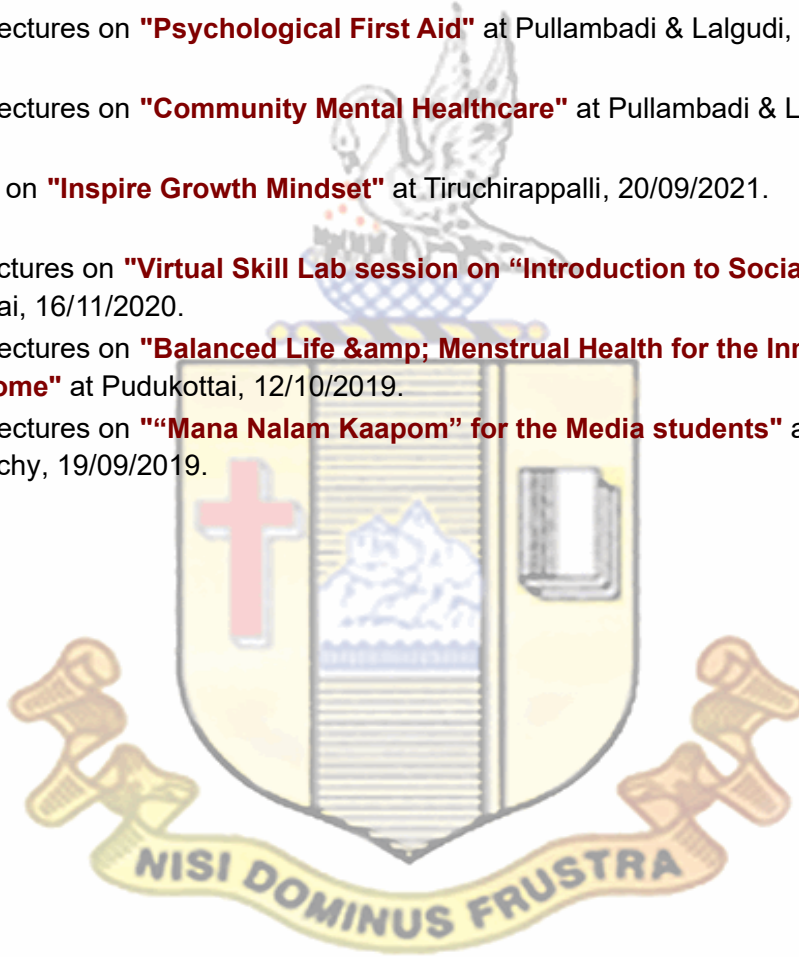 ectures on "Psychological First Aid" at Pullambadi & Lalgudi,
ectures on "Community Mental Healthcare" at Pullambadi & L
on "Inspire Growth Mindset" at Tiruchirappalli, 20/09/2021.
ctures on "Virtual Skill Lab session on “Introduction to Socia
ai, 16/11/2020.
ectures on "Balanced Life &amp; Menstrual Health for the Inn
ome" at Pudukottai, 12/10/2019.
ectures on "“Mana Nalam Kaapom” for the Media students" a
chy, 19/09/2019.
NISI DOMINUS FRUSTRA